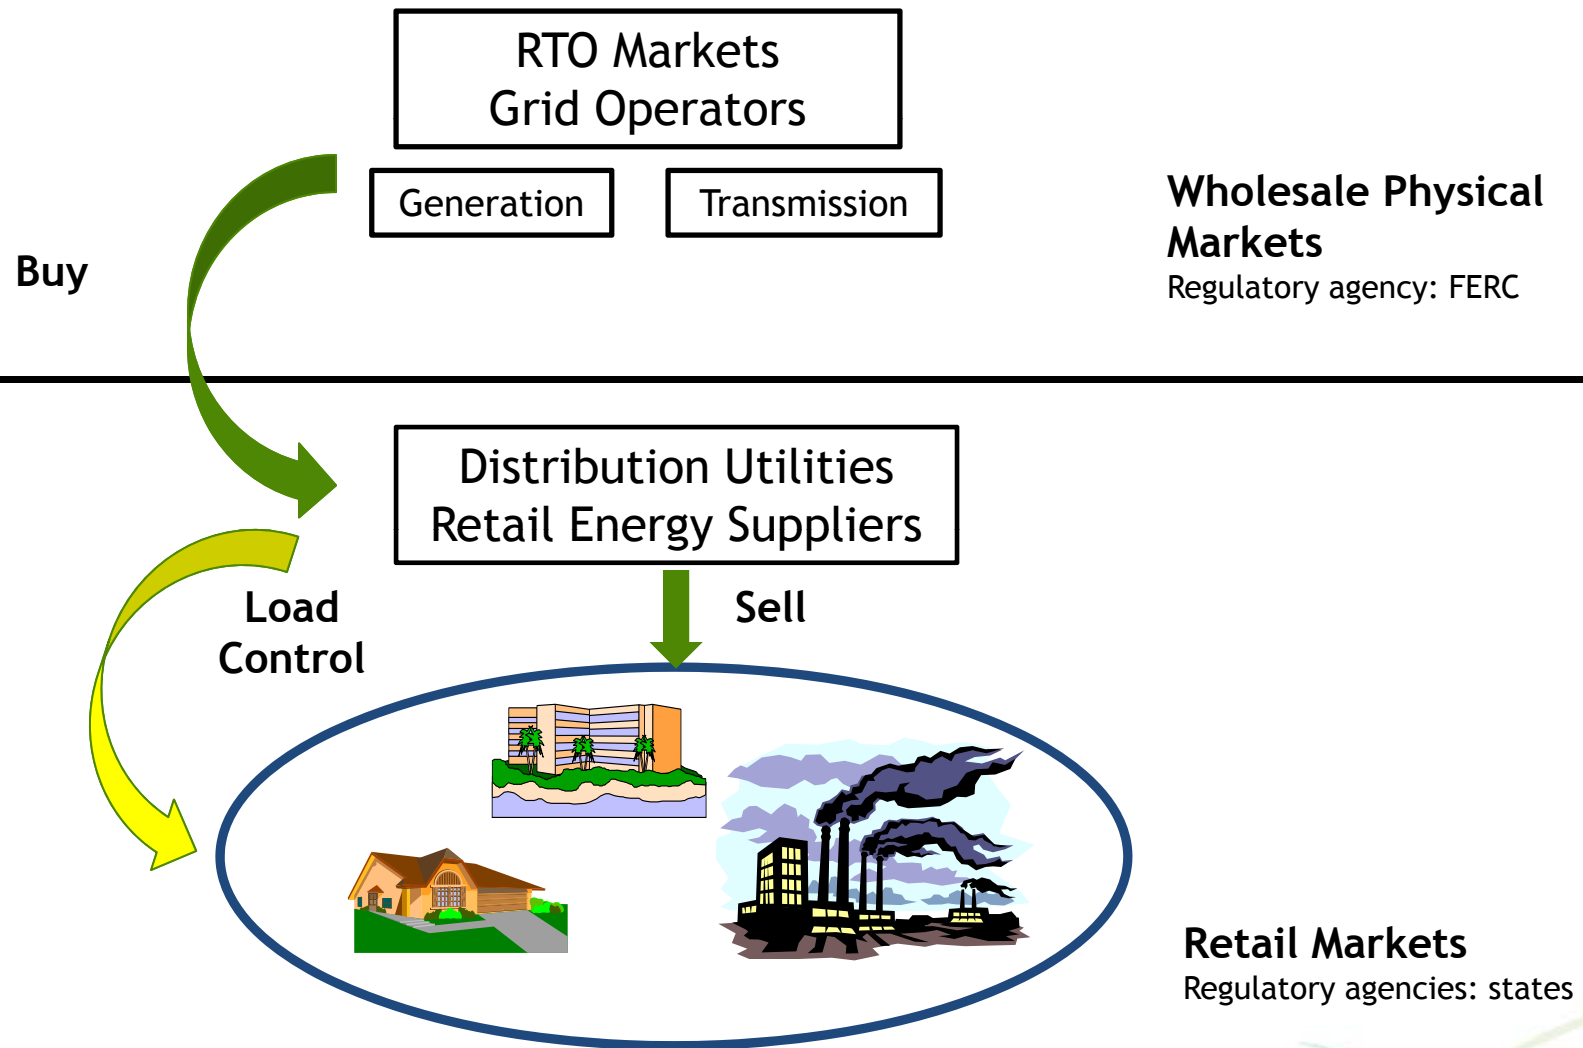 RTO Markets
Grid Operators
Generation
Transmission
Wholesale Physical
Markets
Regulatory agency: FERC
Buy
Distribution Utilities
Retail Energy Suppliers
Load
Control
Sell
Retail Markets
Regulatory agencies: states